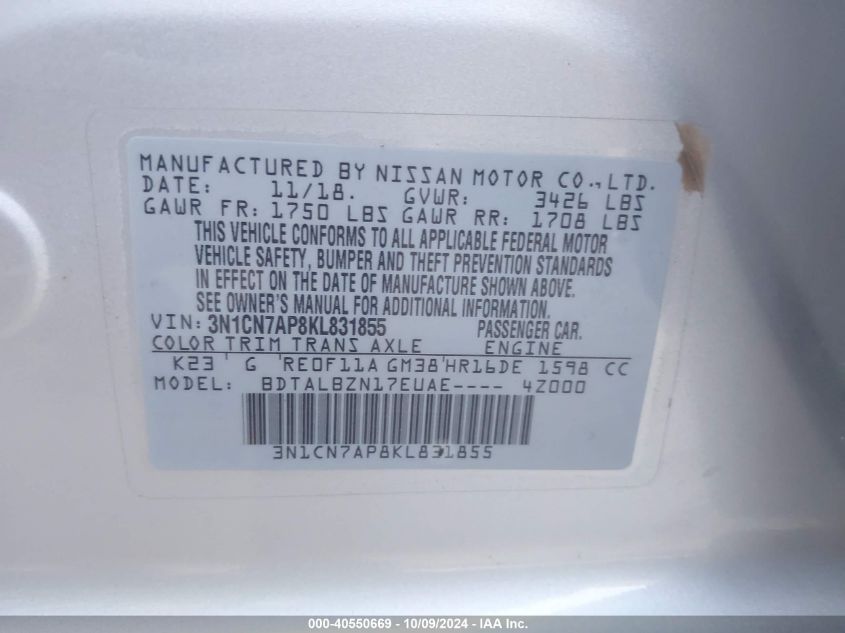 MANUFACTURED BY NISSAN MOTOR CO., LTD.
DATE: 11/18. GVWR: 3426 LBS
GAWR FR: 1750 LBS GAWR RR: 1708 LBS
THIS VEHICLE CONFORMS TO ALL APPLICABLE FEDERAL MOTOR
VEHICLE SAFETY, BUMPER AND THEFT PREVENTION STANDARDS
IN EFFECT ON THE DATE OF MANUFACTURE SHOWN ABOVE.
SEE OWNER'S MANUAL FOR ADDITIONAL INFORMATION.
VIN: 3N1CN7AP8KL831855 PASSENGER CAR.
COLOR TRIM TRANS AXLE ENGINE
K23 ' G 'RE0F11A GM38'HR16DE 1598 CC
MODEL: BDTALBZN17EUAE---- 4Z000
3N1CN7AP8KL831855
000-40550669 - 10/09/2024 - IAA Inc.